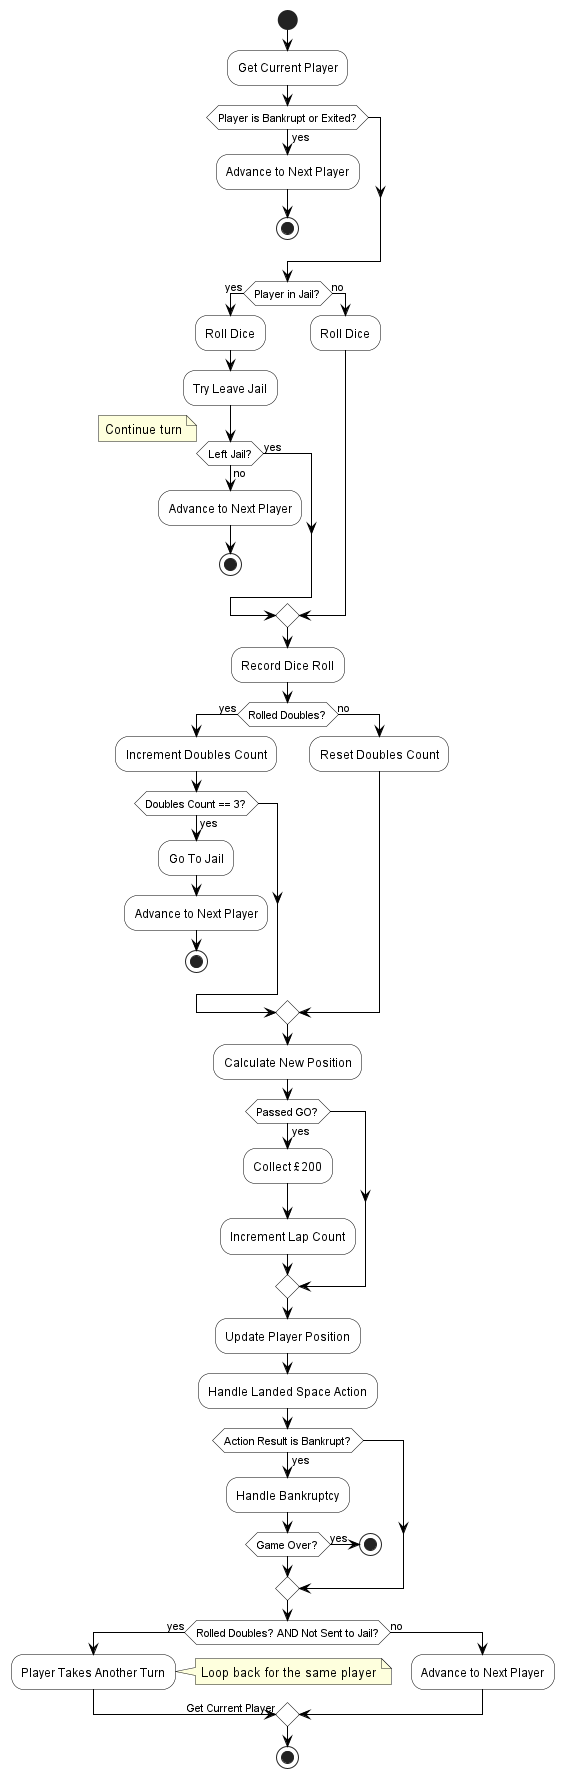 Get Current Player
Player is Bankrupt or Exited?
yes
Advance to Next Player
yes
Player in Jail?
no
Roll Dice
Roll Dice
Try Leave Jail
Continue turn
Left Jail?
yes
no
Advance to Next Player
Record Dice Roll
yes
Rolled Doubles?
no
Increment Doubles Count
Reset Doubles Count
Doubles Count == 3?
yes
Go To Jail
Advance to Next Player
Calculate New Position
Passed GO?
yes
Collect £200
Increment Lap Count
Update Player Position
Handle Landed Space Action
Action Result is Bankrupt?
yes
Handle Bankruptcy
Game Over?
yes
yes
Rolled Doubles? AND Not Sent to Jail?
no
Player Takes Another Turn
Loop back for the same player
Advance to Next Player
Get Current Player